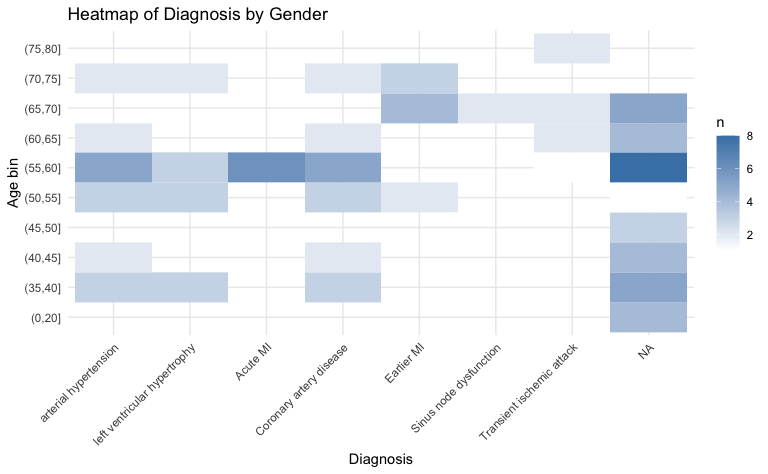 Heatmap of Diagnosis by Gender
Age bin
(75,80]
(70,75]
(65,70]
(60,65]
(55,60]
(50,55]
(45,50]
(40,45]
(35,40]
(0,20]
arterial hypertension
left ventricular hypertrophy
Acute MI
Coronary artery disease
Earlier MI
Sinus node dysfunction
Transient ischemic attack
NA
Diagnosis
n
8
6
4
2